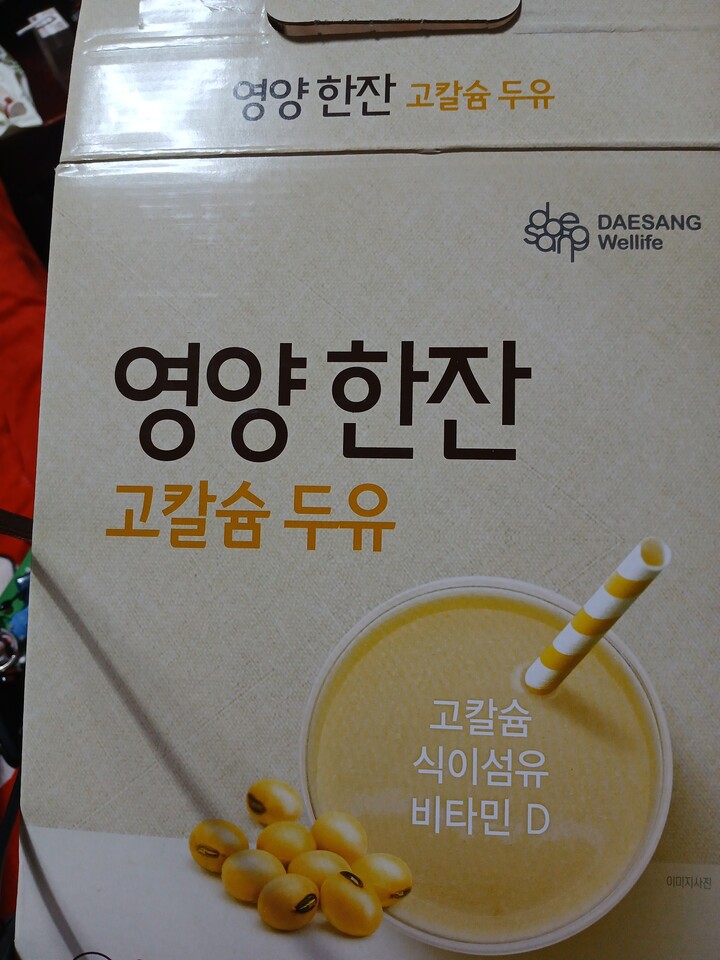 영양 한잔 고칼슘 두유
daesang DAESANG
Wellife
영양 한잔
고칼슘 두유
고칼슘
식이섬유
비타민 D
이미지사진